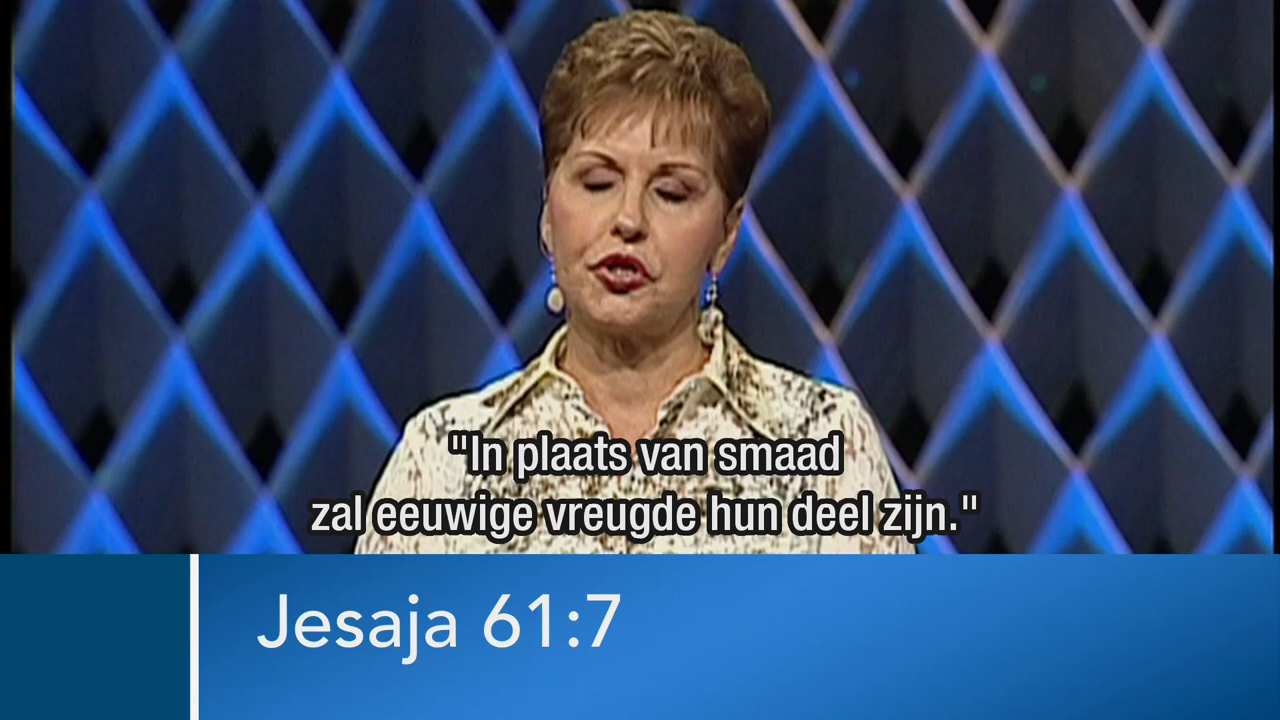 "In plaats van smaad
zal eeuwige vreugde hun deel zijn."
Jesaja 61:7